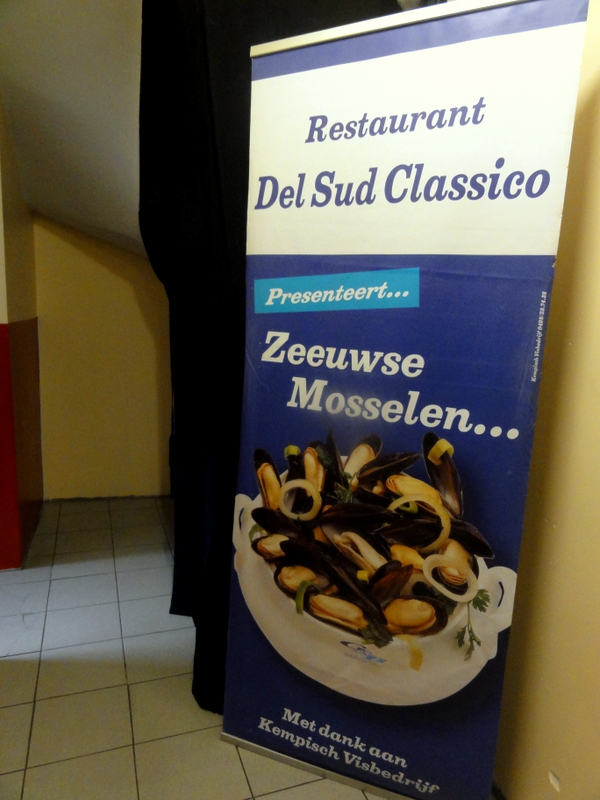 Restaurant
Del Sud Classico
Presenteert...
Zeeuwse
Mosselen...
Met dank aan
Kempisch Visbedrijf